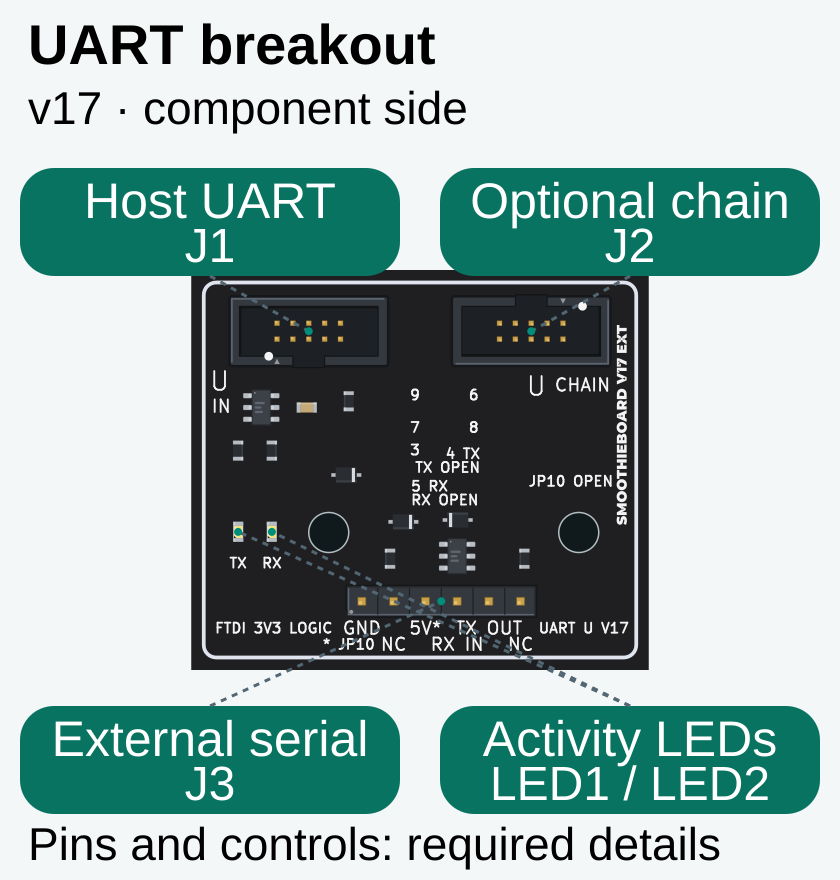 UART breakout
v17 · component side
Host UART
J1
Optional chain
J2
U
IN
U CHAIN
SMOOTHIEBOARD V17 EXT
9 6
7 8
3 4 TX
TX OPEN
5 RX
RX OPEN
JP10 OPEN
TX RX
FTDI 3V3 LOGIC
GND 5V* TX OUT
* JP10 NC RX IN NC
UART U V17
External serial
J3
Activity LEDs
LED1 / LED2
Pins and controls: required details